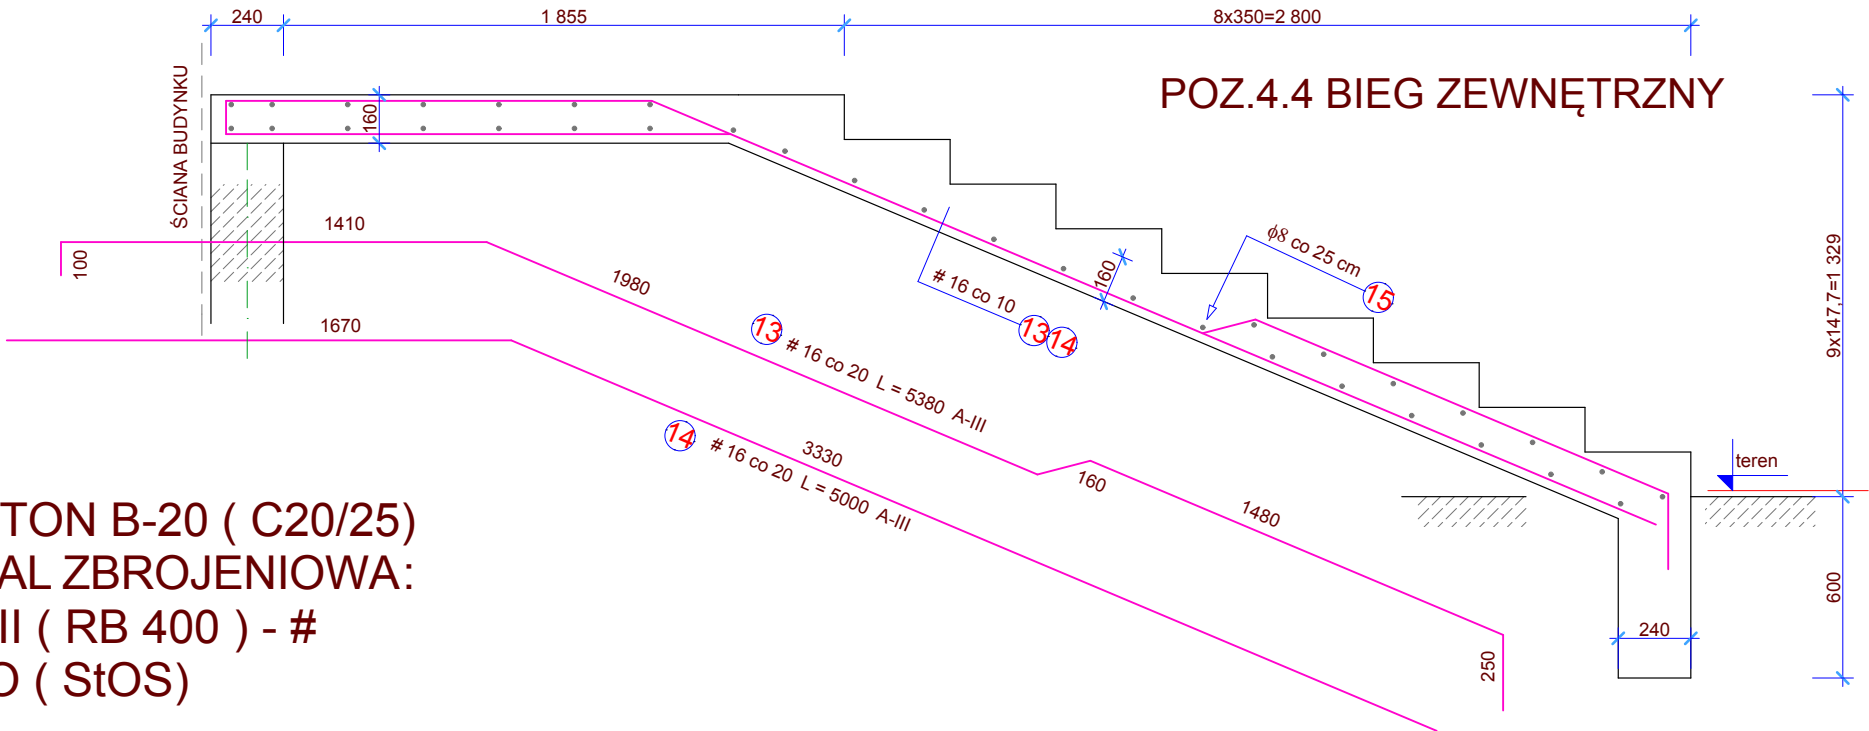 240
1 855
8x350=2 800
POZ.4.4 BIEG ZEWNĘTRZNY
ŚCIANA BUDYNKU
160
1410
100
1980
1670
ϕ8 co 25 cm
15
160
# 16 co 10
13 14
9x147,7=1 329
13 # 16 co 20 L = 5380 A-III
14 # 16 co 20 L = 5000 A-III
3330
160
1480
teren
250
240
600
TON B-20 ( C20/25)
AL ZBROJENIOWA:
II ( RB 400 ) - #
O ( StOS)